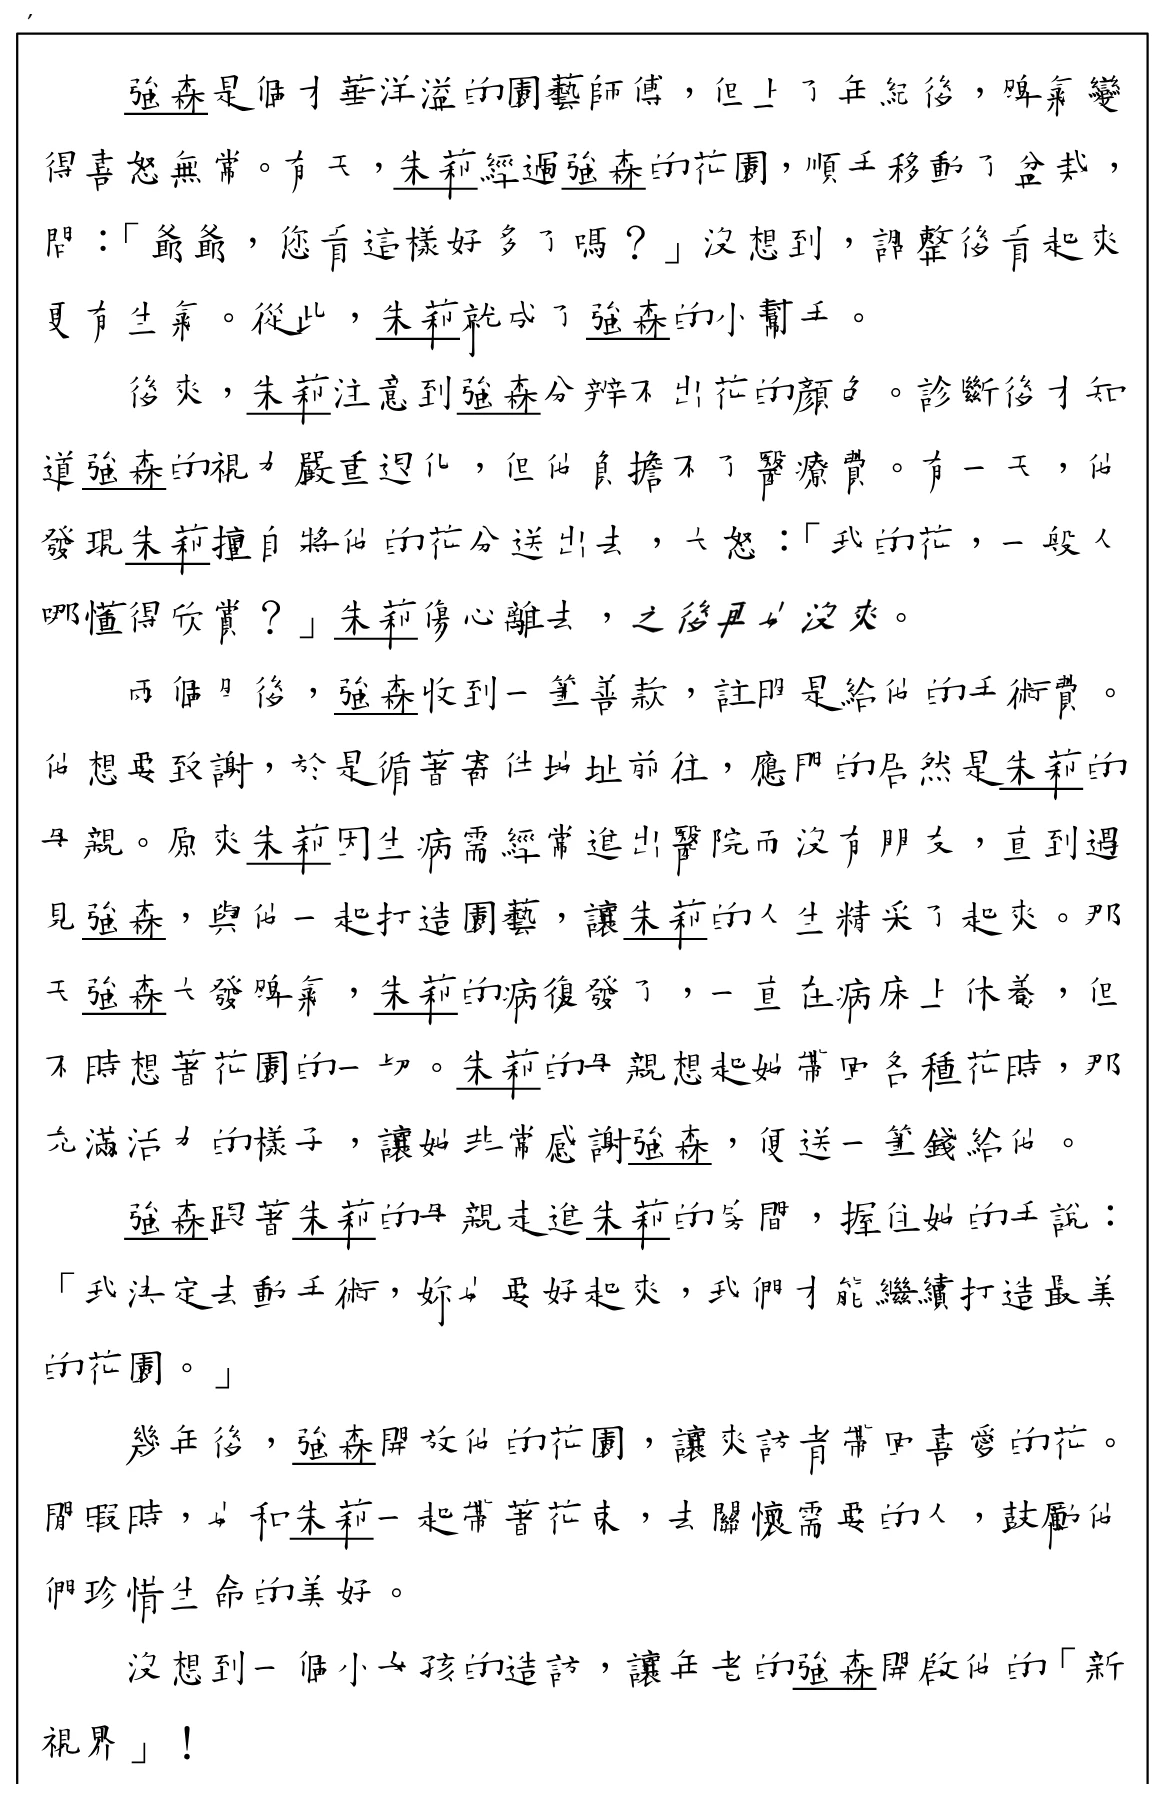 強森是個才華洋溢的園藝師傅，但上了年紀後，脾氣變
得喜怒無常。有天，朱莉經過強森的花園，順手移動了盆栽，
問：「爺爺，您看這樣好多了嗎？」沒想到，調整後看起來
更有生氣。從此，朱莉就成了強森的小幫手。
後來，朱莉注意到強森分辨不出花的顏色。診斷後才知
道強森的視力嚴重退化，但他負擔不了醫療費。有一天，他
發現朱莉擅自將他的花分送出去，大怒：「我的花，一般人
哪懂得欣賞？」朱莉傷心離去，之後再也沒來。
兩個月後，強森收到一筆善款，註明是給他的手術費。
他想要致謝，於是循著寄件地址前往，應門的居然是朱莉的
母親。原來朱莉因生病需經常進出醫院而沒有朋友，直到遇
見強森，與他一起打造園藝，讓朱莉的人生精采了起來。那
天強森大發脾氣，朱莉的病復發了，一直在病床上休養，但
不時想著花園的一切。朱莉的母親想起她帶回各種花時，那
充滿活力的樣子，讓她非常感謝強森，便送一筆錢給他。
強森跟著朱莉的母親走進朱莉的房間，握住她的手說：
「我決定去動手術，妳也要好起來，我們才能繼續打造最美
的花園。」
幾年後，強森開放他的花園，讓來訪者帶回喜愛的花。
閒暇時，也和朱莉一起帶著花束，去關懷需要的人，鼓勵他
們珍惜生命的美好。
沒想到一個小女孩的造訪，讓年老的強森開啟他的「新
視界」！